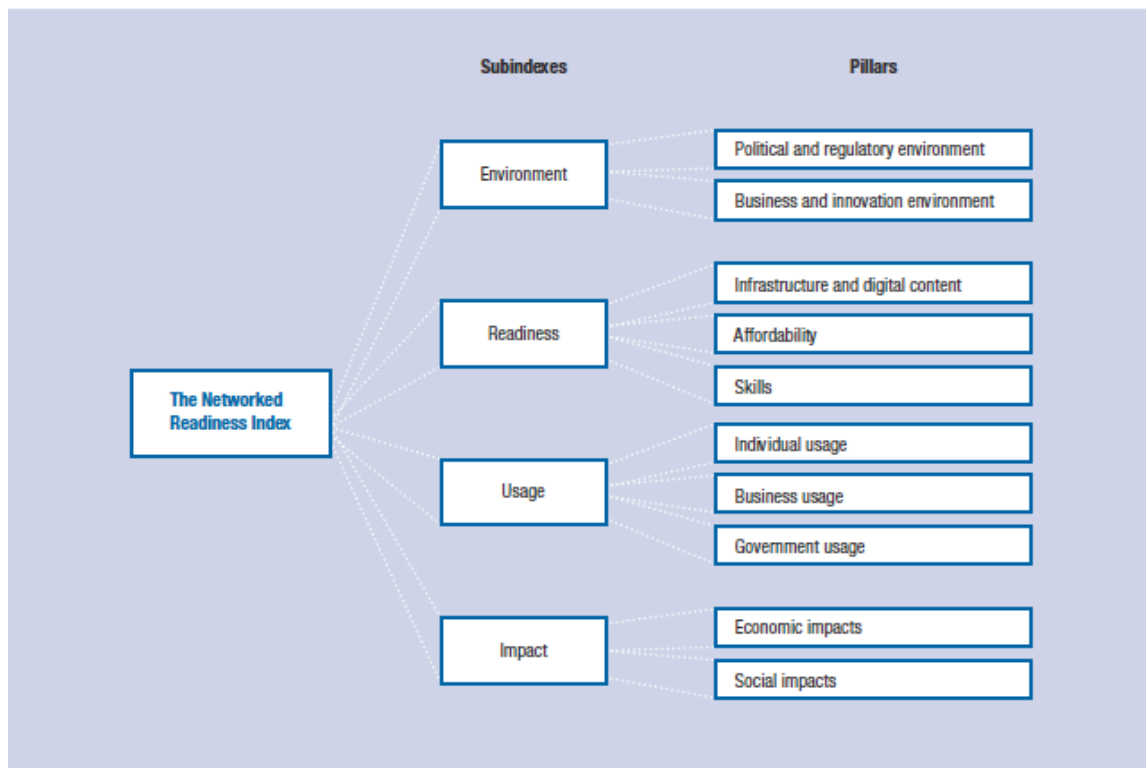 Subindexes
Pillars
Environment
Political and regulatory environment
Business and innovation environment
Readiness
Infrastructure and digital content
Affordability
Skills
The Networked
Readiness Index
Usage
Individual usage
Business usage
Government usage
Impact
Economic impacts
Social impacts